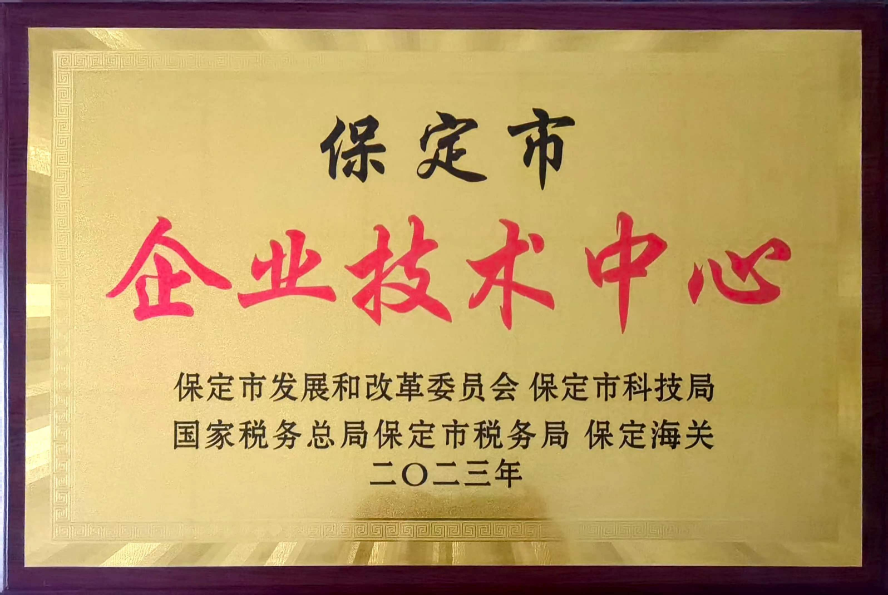 保定市
企业技术中心
保定市发展和改革委员会 保定市科技局
国家税务总局保定市税务局 保定海关
二〇二三年